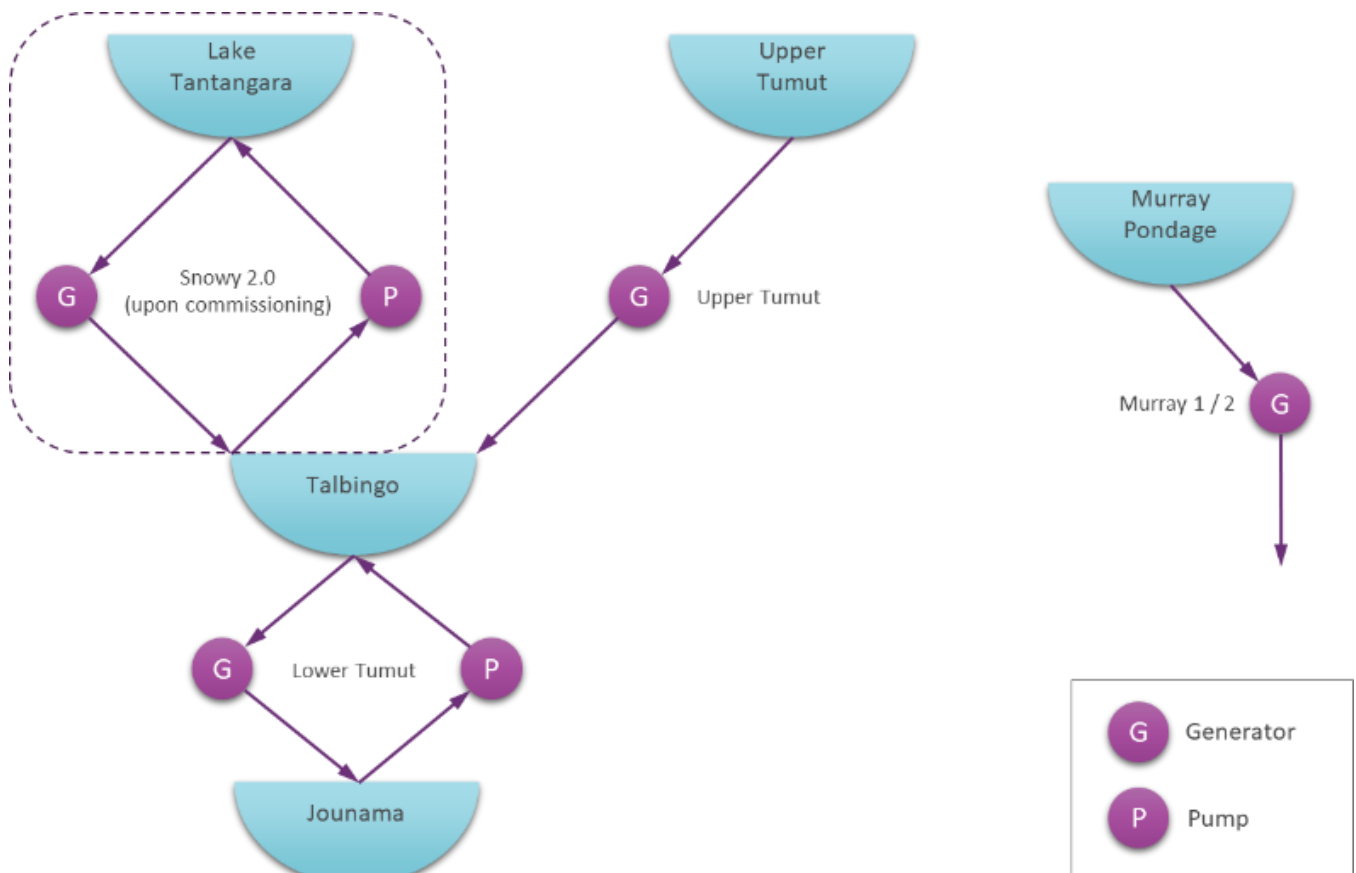 Lake
Tantangara
Upper
Tumut
Murray
Pondage
G
Snowy 2.0
(upon commissioning)
P
G
Upper Tumut
Murray 1 / 2
G
Talbingo
G
Lower Tumut
P
G
Generator
Jounama
P
Pump